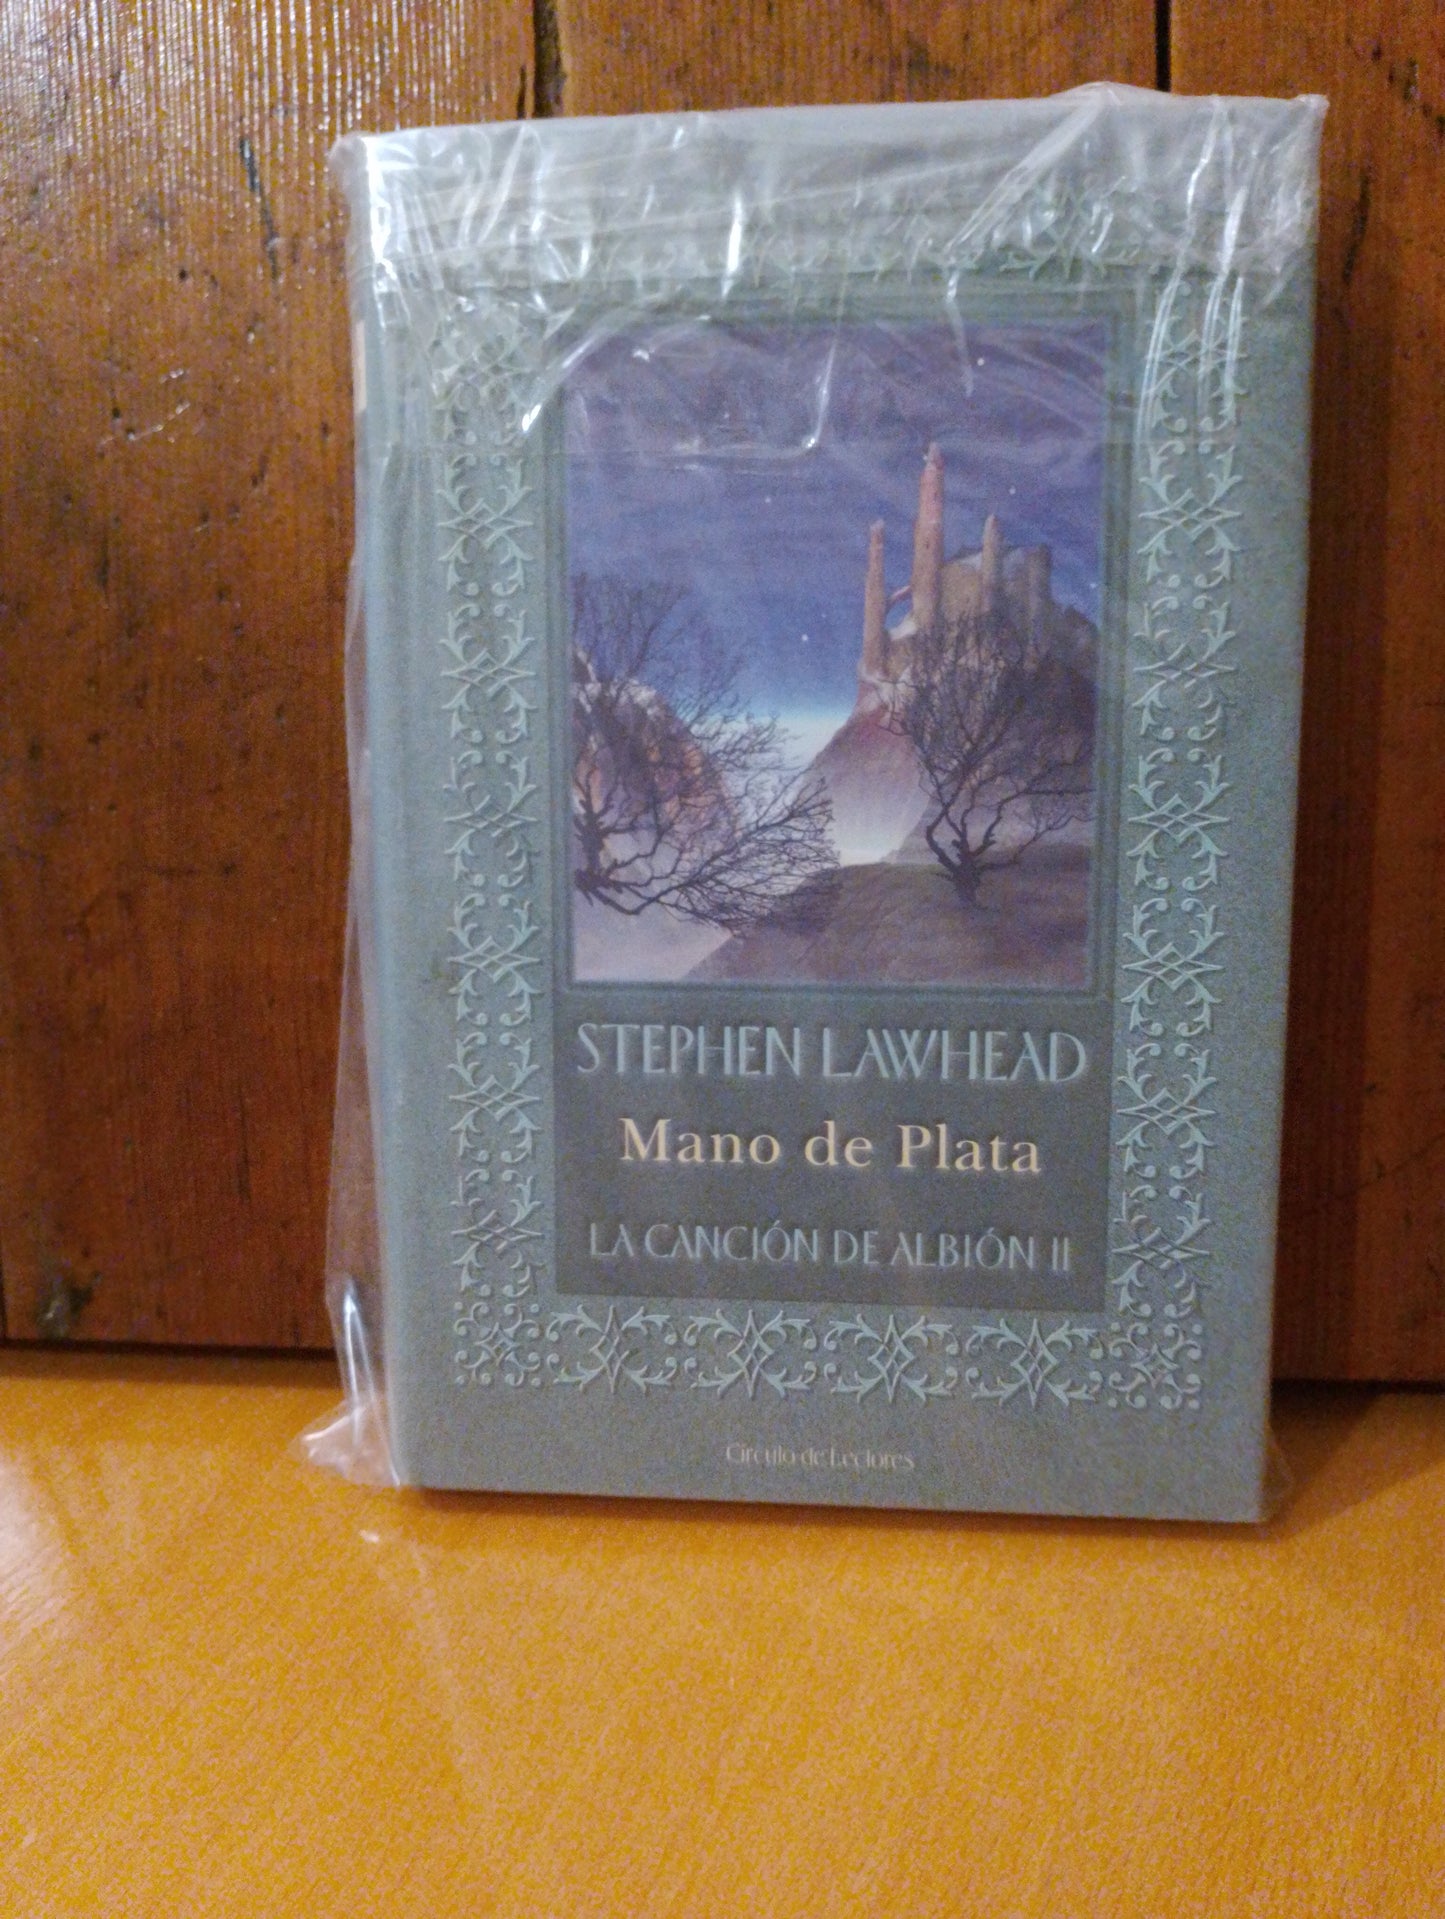 STEPHEN LAWHEAD
Mano de Plata
LA CANCIÓN DE ALBIÓN II
Círculo de Lectores